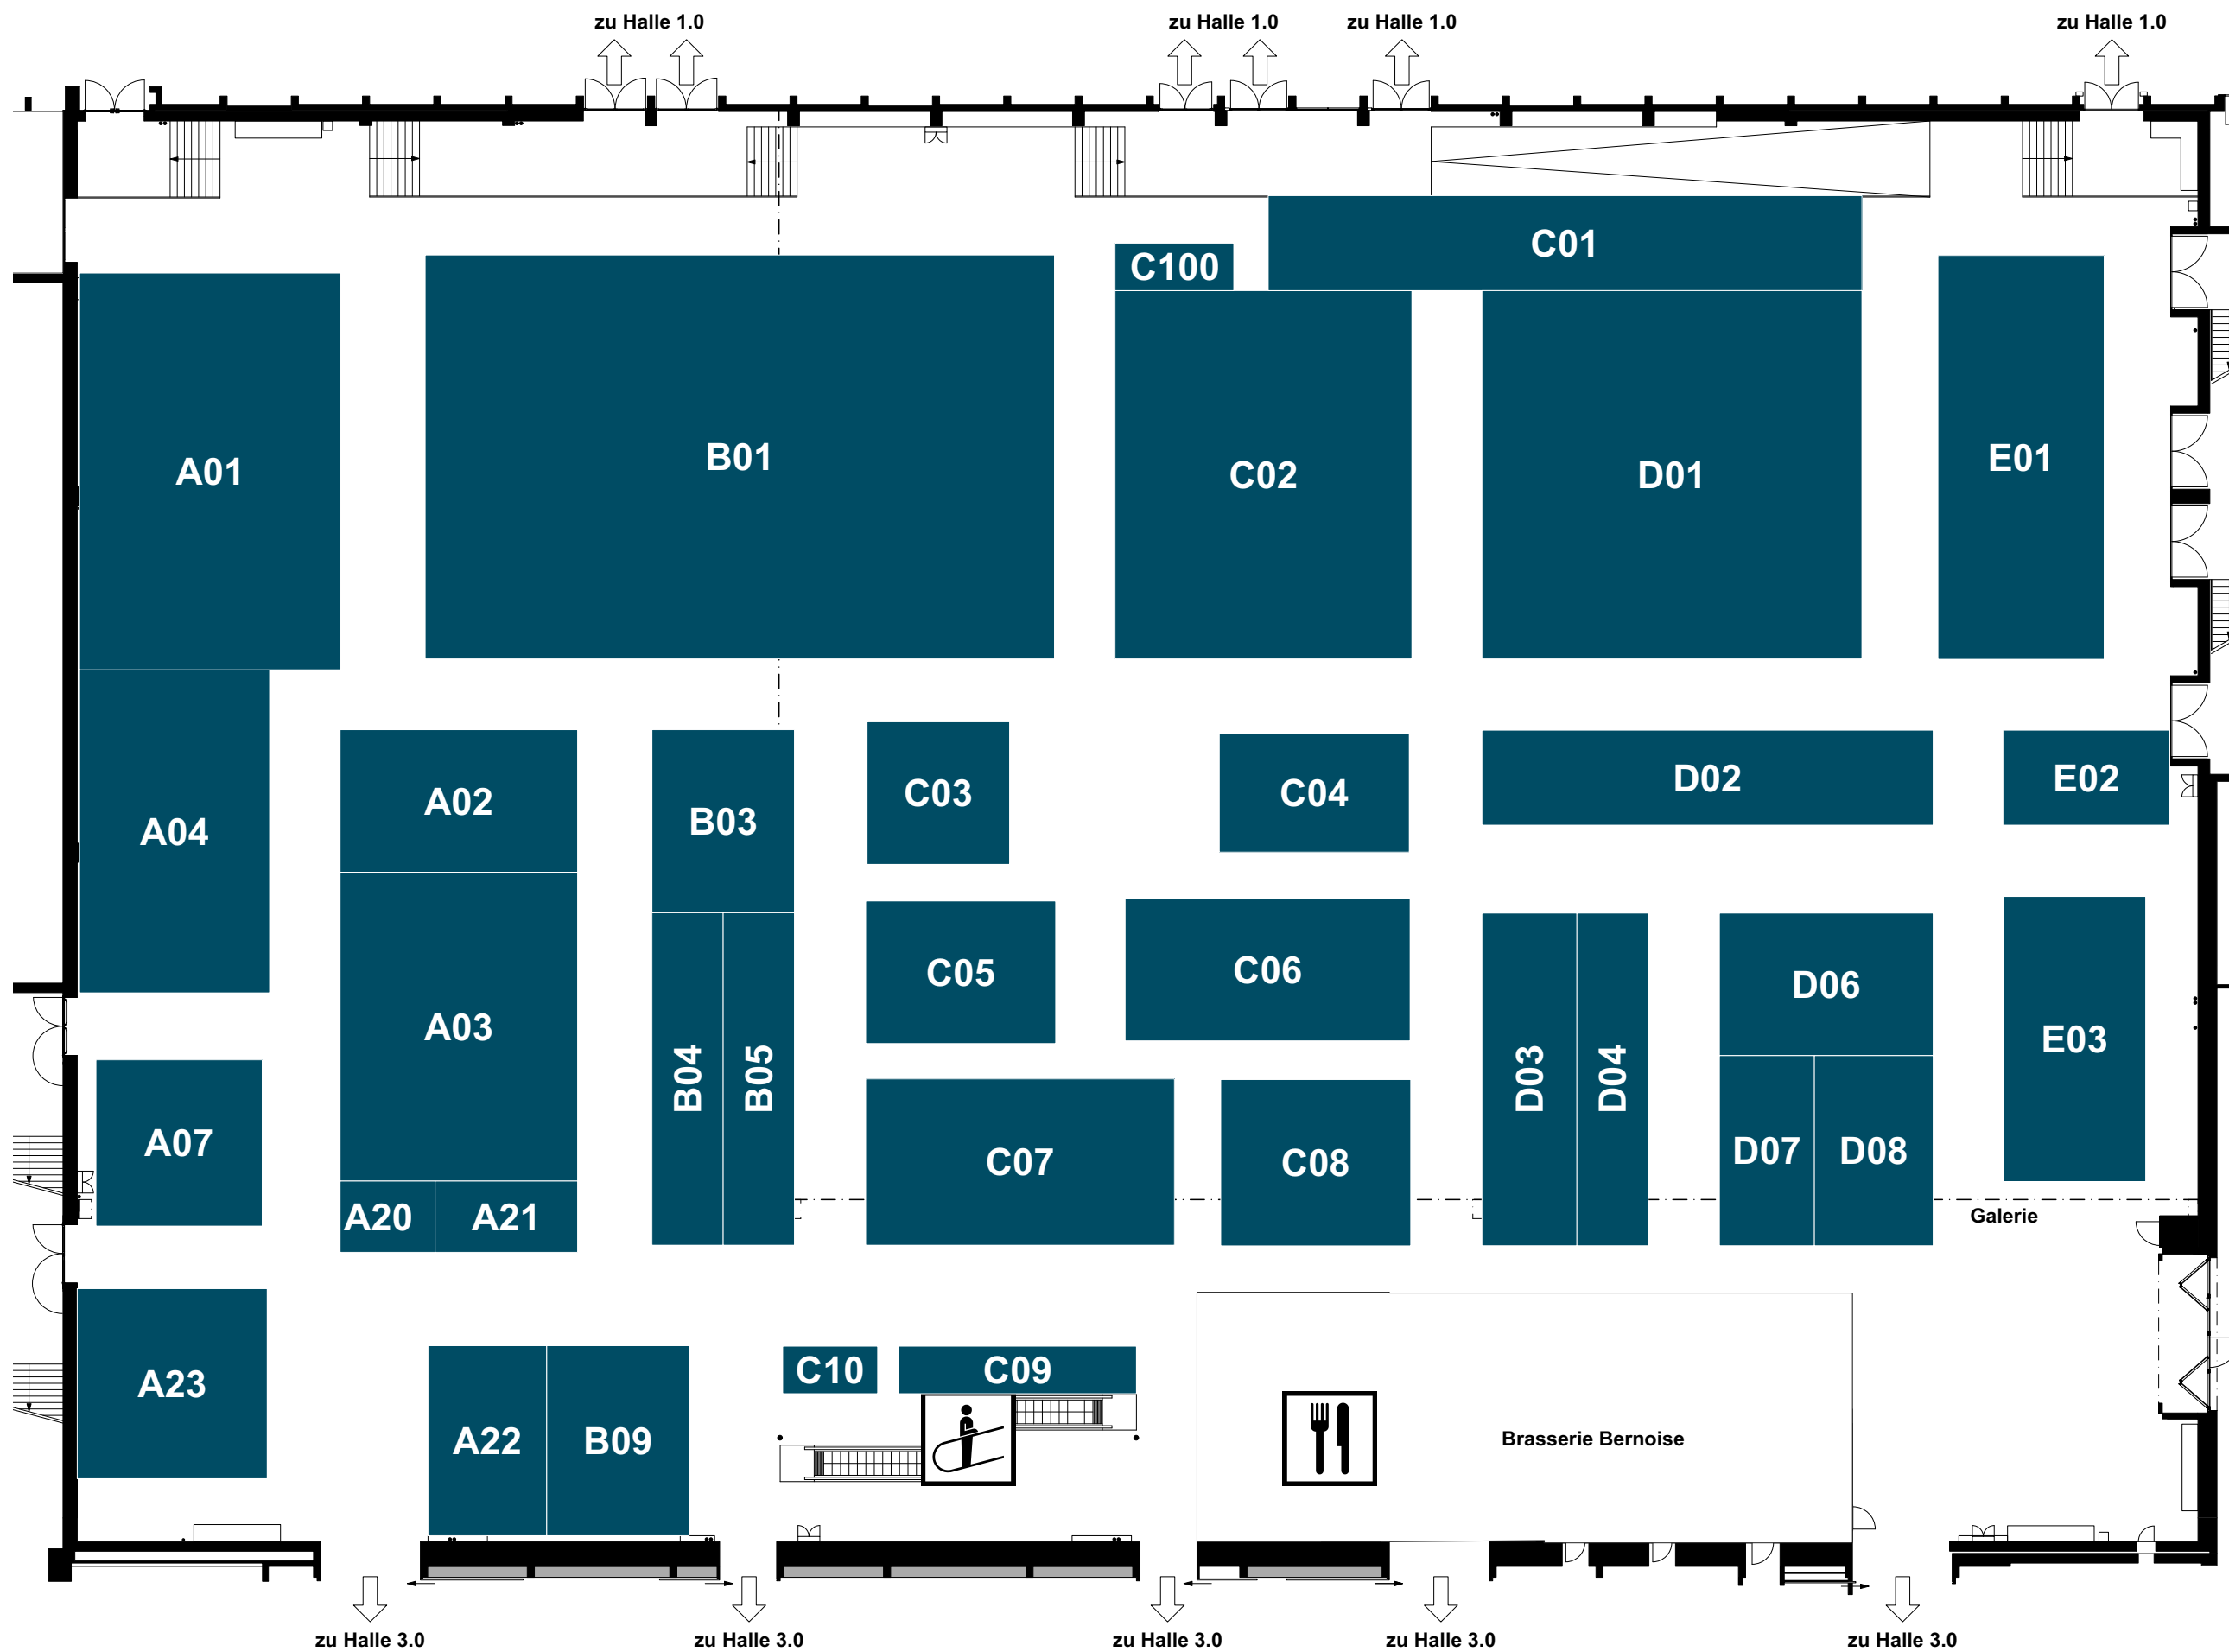 zu Halle 1.0
zu Halle 1.0
zu Halle 1.0
zu Halle 1.0
C01
C100
A01
B01
C02
D01
E01
A02
A04
B03
C03
C04
D02
E02
A03
C05
C06
D06
E03
B04
B05
D03
D04
A07
C07
C08
D07
D08
A20
A21
Galerie
A23
C10
C09
A22
B09
Brasserie Bernoise
zu Halle 3.0
zu Halle 3.0
zu Halle 3.0
zu Halle 3.0
zu Halle 3.0